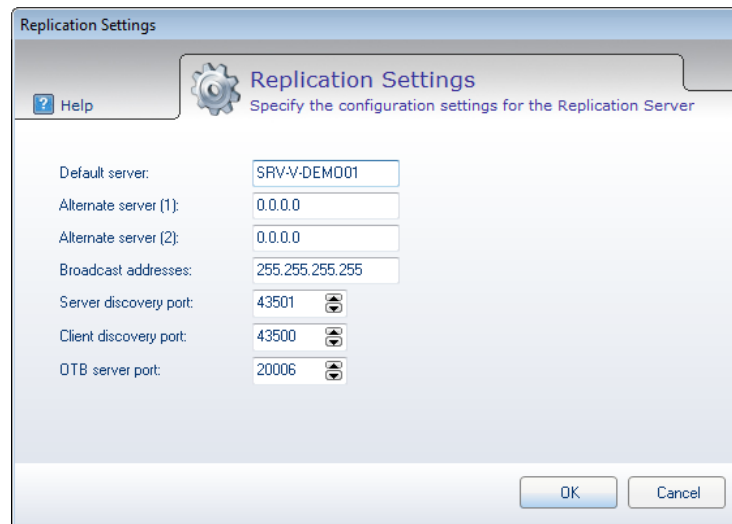 Replication Settings
Replication Settings
? Help
Specify the configuration settings for the Replication Server
Default server: SRV-V-DEMO01
Alternate server (1): 0.0.0.0
Alternate server (2): 0.0.0.0
Broadcast addresses: 255.255.255.255
Server discovery port: 43501
Client discovery port: 43500
OTB server port: 20006
OK Cancel